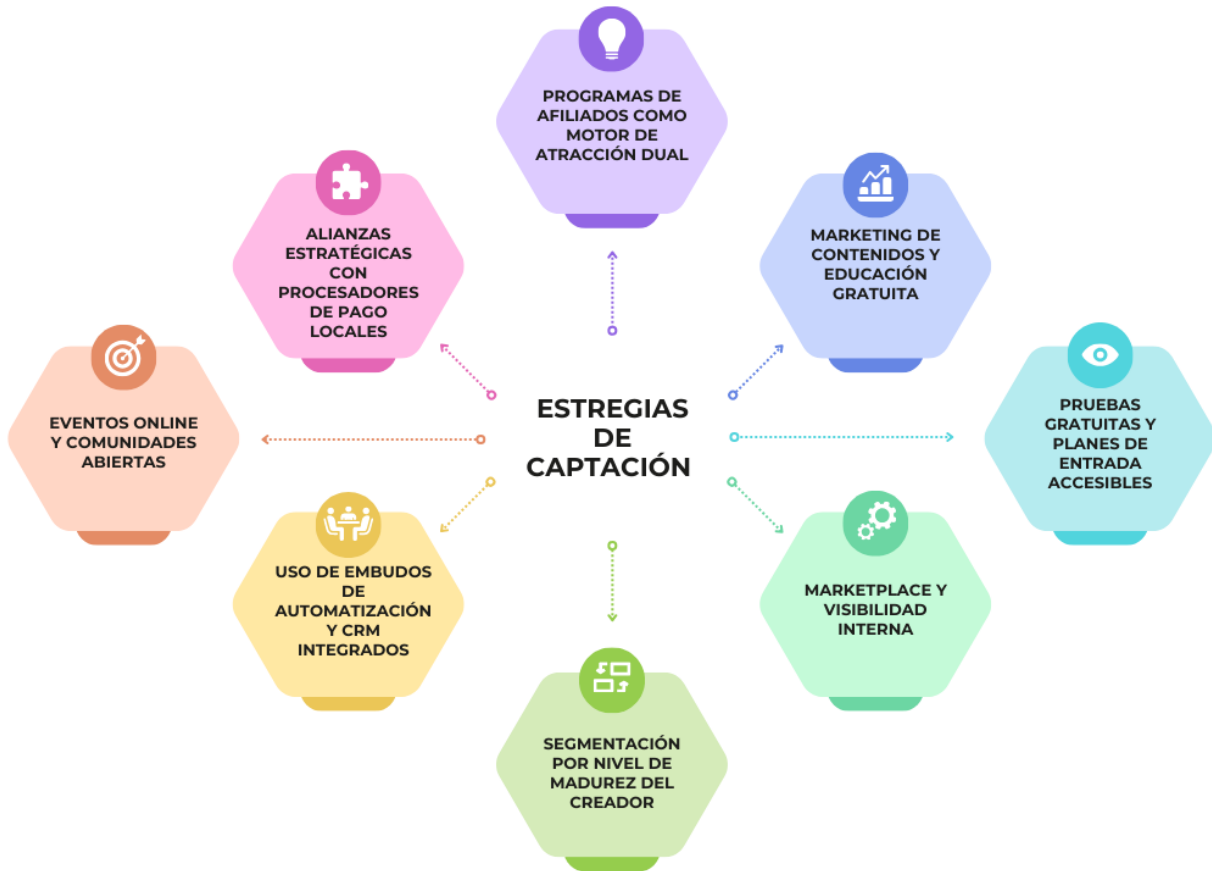 PROGRAMAS DE
AFILIADOS COMO
MOTOR DE
ATRACCIÓN DUAL
ALIANZAS
ESTRATÉGICAS
CON
PROCESADORES
DE PAGO
LOCALES
MARKETING DE
CONTENIDOS Y
EDUCACIÓN
GRATUITA
EVENTOS ONLINE
Y COMUNIDADES
ABIERTAS
ESTREGIAS
DE
CAPTACIÓN
PRUEBAS
GRATUITAS Y
PLANES DE
ENTRADA
ACCESIBLES
USO DE EMBUDOS
DE
AUTOMATIZACIÓN
Y CRM
INTEGRADOS
MARKETPLACE Y
VISIBILIDAD
INTERNA
SEGMENTACIÓN
POR NIVEL DE
MADUREZ DEL
CREADOR